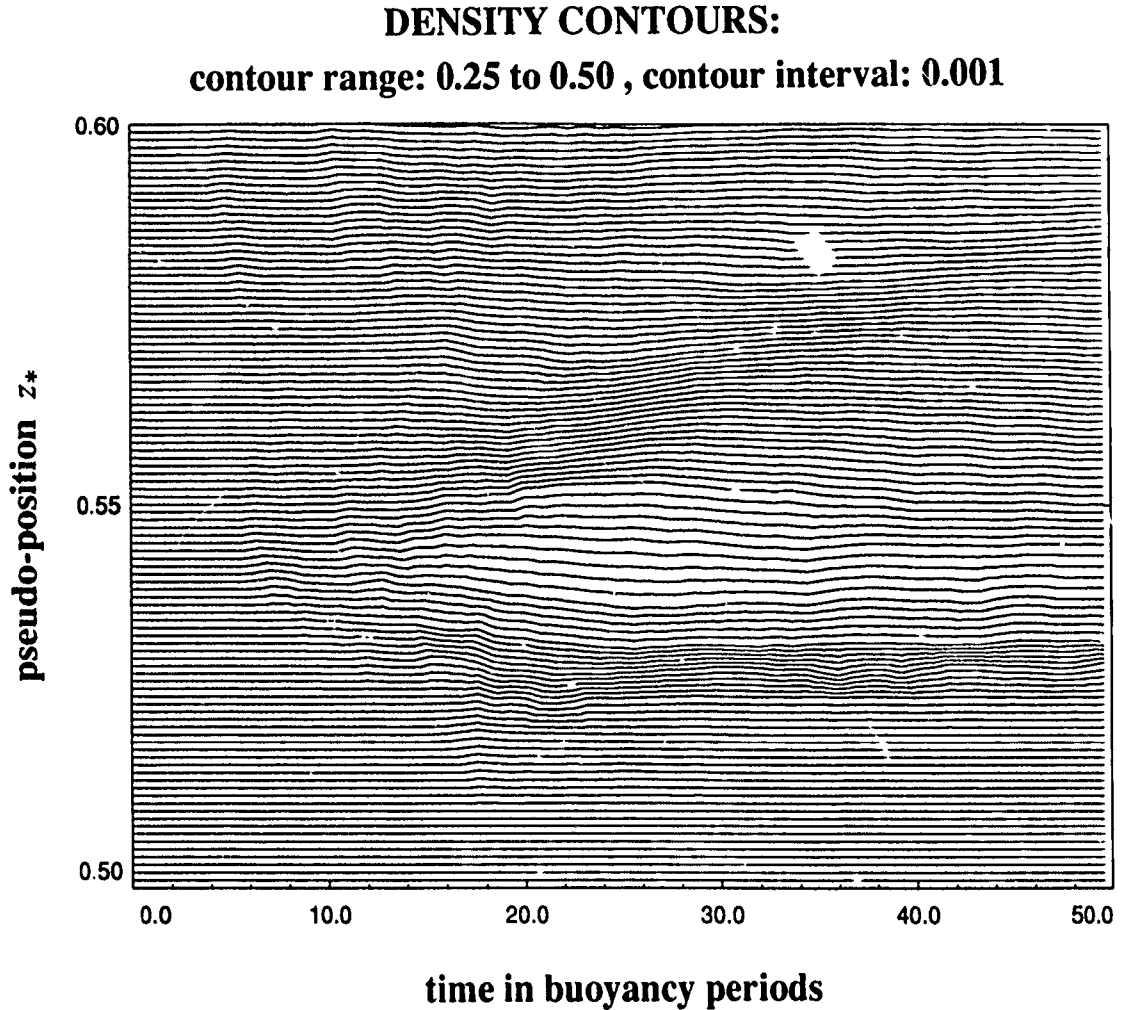 DENSITY CONTOURS:
contour range: 0.25 to 0.50 , contour interval: 0.001
0.60
0.55
0.50
pseudo-position z*
0.0 10.0 20.0 30.0 40.0 50.0
time in buoyancy periods